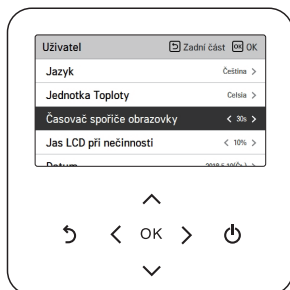 Uživatel Zadní část OK OK
Jazyk Čeština >
Jednotka Toploty Celsia >
Časovač spořiče obrazovky < 30s >
Jas LCD při nečinnosti < 10% >
Datum
OK